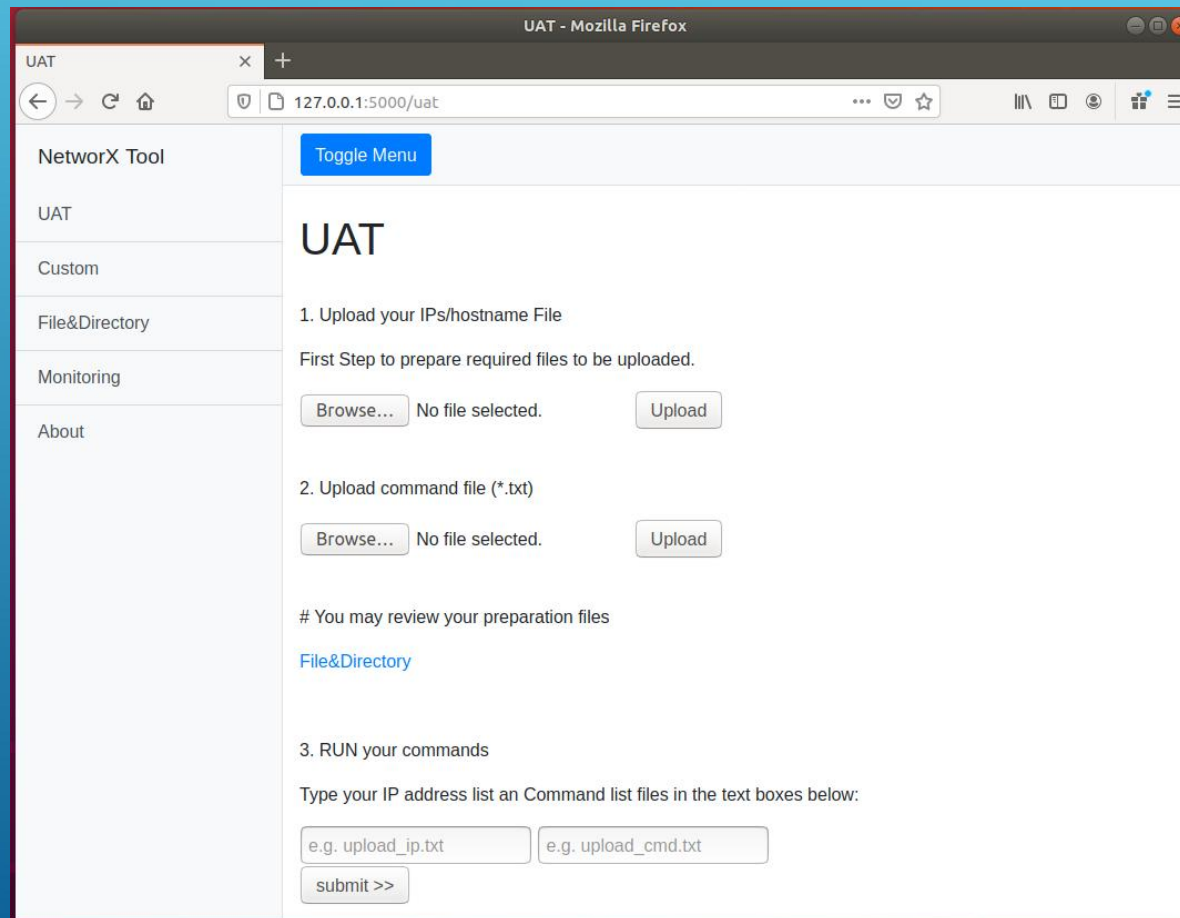 UAT - Mozilla Firefox
UAT
127.0.0.1:5000/uat
NetworX Tool
Toggle Menu
UAT
Custom
File&Directory
Monitoring
About
UAT
1. Upload your IPs/hostname File
First Step to prepare required files to be uploaded.
Browse... No file selected. Upload
2. Upload command file (*.txt)
Browse... No file selected. Upload
# You may review your preparation files
File&Directory
3. RUN your commands
Type your IP address list an Command list files in the text boxes below:
e.g. upload_ip.txt e.g. upload_cmd.txt
submit >>